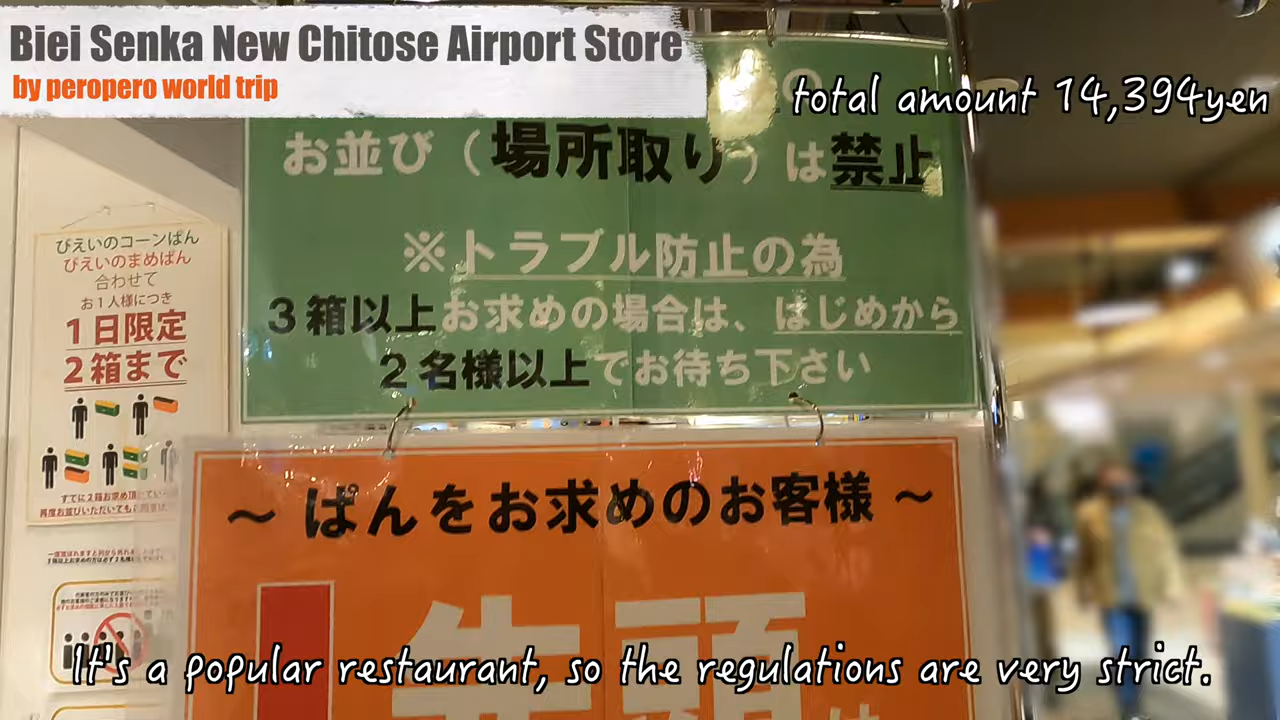 Biei Senka New Chitose Airport Store
by peropero world trip
total amount 14,394yen
の
お並び（場所取り）は禁止
※トラブル防止の為
3箱以上お求めの場合は、はじめから
2名様以上でお待ち下さい
びえいのコーンぱん
びえいのまめぱん
合わせて
お1人様につき
1日限定
2箱まで
～ ぱんをお求めのお客様 ～
先頭は
It's a popular restaurant, so the regulations are very strict.